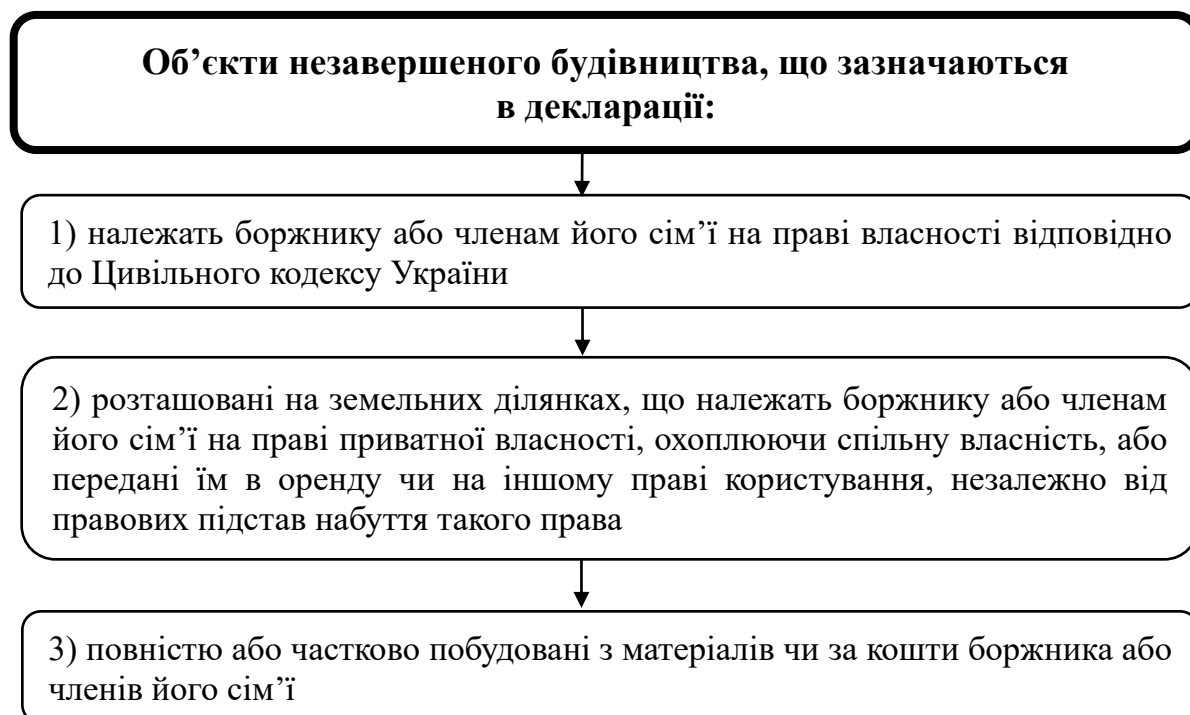 Об’єкти незавершеного будівництва, що зазначаються
в декларації:
1) належать боржнику або членам його сім’ї на праві власності відповідно
до Цивільного кодексу України
2) розташовані на земельних ділянках, що належать боржнику або членам
його сім’ї на праві приватної власності, охоплюючи спільну власність, або
передані їм в оренду чи на іншому праві користування, незалежно від
правових підстав набуття такого права
3) повністю або частково побудовані з матеріалів чи за кошти боржника або
членів його сім’ї